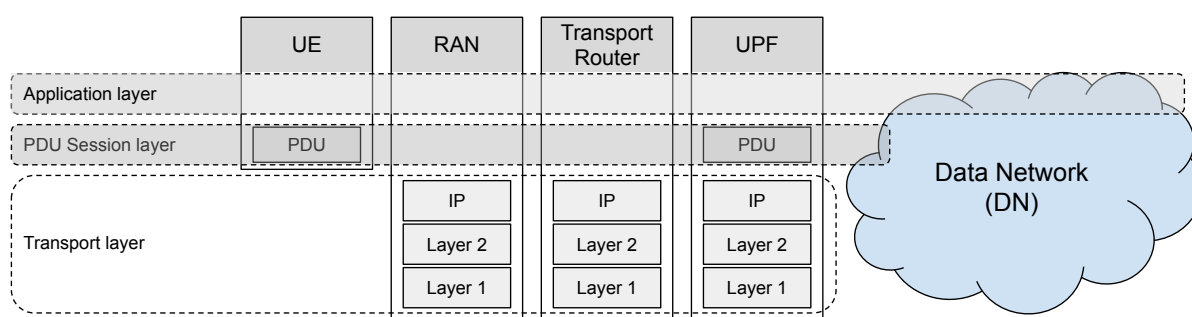 UE
RAN
Transport
Router
UPF
Application layer
PDU Session layer
PDU
PDU
Data Network
(DN)
IP
IP
IP
Transport layer
Layer 2
Layer 2
Layer 2
Layer 1
Layer 1
Layer 1